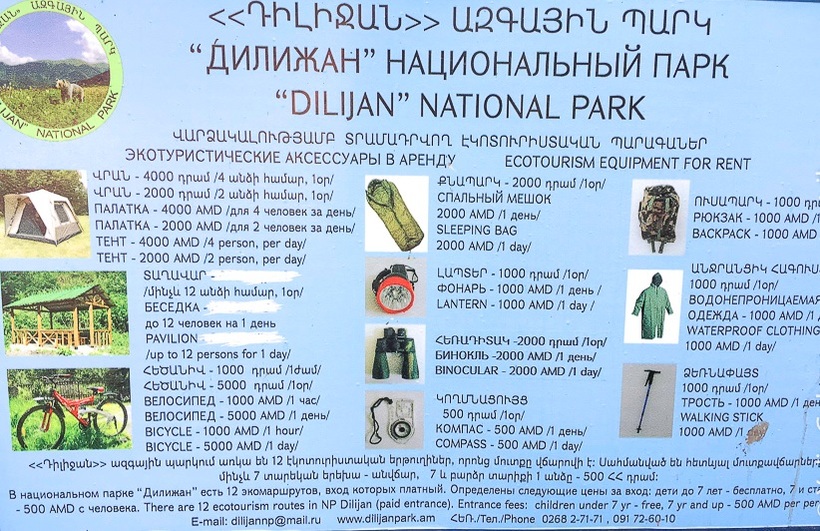 ԱԶԳԱՅԻՆ ՊԱՐԿ
NATIONAL PARK
<<ԴԻԼԻՋԱՆ>> ԱԶԳԱՅԻՆ ՊԱՐԿ
“ДИЛИЖАН” НАЦИОНАЛЬНЫЙ ПАРК
“DILIJAN” NATIONAL PARK
ՎԱՐՁԱԿԱԼՈՒԹՅԱՄԲ ՏՐԱՄԱԴՐՎՈՂ ԷԿՈՏՈՒՐԻՍՏԱԿԱՆ ՊԱՐԱԳԱՆԵՐ
ЭКОТУРИСТИЧЕСКИЕ АКСЕССУАРЫ В АРЕНДУ ECOTOURISM EQUIPMENT FOR RENT
ՎՐԱՆ - 4000 դրամ /4 անձի համար, 1օր/
ՎՐԱՆ - 2000 դրամ /2 անձի համար, 1օր/
ПАЛАТКА - 4000 AMD /для 4 человек за день/
ПАЛАТКА - 2000 AMD /для 2 человек за день/
ТЕНТ - 4000 AMD /4 person, per day/
ТЕНТ - 2000 AMD /2 person, per day/
ՏԱՂԱՎԱՐ
/մինչև 12 անձի համար, 1օր/
БЕСЕДКА -
до 12 человек на 1 день
PAVILION
/up to 12 persons for 1 day/
ՀԵԾԱՆԻՎ - 1000 դրամ /1ժամ/
ՀԵԾԱՆԻՎ - 5000 դրամ /1օր/
ВЕЛОСИПЕД - 1000 AMD /1 час/
ВЕЛОСИПЕД - 5000 AMD /1 день/
BICYCLE - 1000 AMD /1 hour/
BICYCLE - 5000 AMD /1 day/
ՔՆԱՊԱՐԿ - 2000 դրամ /1օր/
СПАЛЬНЫЙ МЕШОК
2000 AMD /1 день/
SLEEPING BAG
2000 AMD /1 day/
ԼԱՊՏԵՐ - 1000 դրամ /1օր/
ФОНАРЬ - 1000 AMD /1 день /
LANTERN - 1000 AMD /1 day /
ՀԵՌԱԴԻՏԱԿ -2000 դրամ /1օր/
БИНОКЛЬ -2000 AMD /1 день/
BINOCULAR - 2000 AMD /1 day/
ԿՈՂՄՆԱՑՈՒՅՑ
500 դրամ /1օր/
КОМПАС - 500 AMD /1 день/
COMPASS - 500 AMD /1 day/
ՈՒՍԱՊԱՐԿ - 1000
РЮКЗАК - 1000 AMD
BACKPACK - 1000 AMD
ԱՆՋՐԱՆՑԻԿ
1000 դրամ /1օր/
ВОДОНЕПРОНИЦАЕМАЯ
ОДЕЖДА - 1000 AMD /1
WATERPROOF CLOTHING
1000 AMD /1 day/
ՁԵՌՆԱՓԱՅՏ
1000 դրամ /1օր/
ТРОСТЬ - 1000 AMD /1
WALKING STICK
1000 AMD /1
<<Դիլիջան>> ազգային պարկում առկա են 12 էկոտուրիստական երթուղիներ, որոնց մուտքը վճարովի է: Սահմանված են հետևյալ մուտքավճարները.
մինչև 7 տարեկան երեխա - անվճար, 7 և բարձր տարիքի 1 անձը - 500 ՀՀ դրամ:
В национальном парке “Дилижан” есть 12 экомаршрутов, вход которых платный. Определены следующие цены за вход: дети до 7 лет - бесплатно, 7 и
- 500 AMD с человека. There are 12 ecotourism routes in NP Dilijan (paid entrance). Entrance fees: children under 7 yr - free, 7 yr and up - 500 AMD per
E-mail: dilijannp@mail.ru www.dilijanpark.am Հեռ./Тел./Phone 0268 2-71-71 , 091 72-60-10